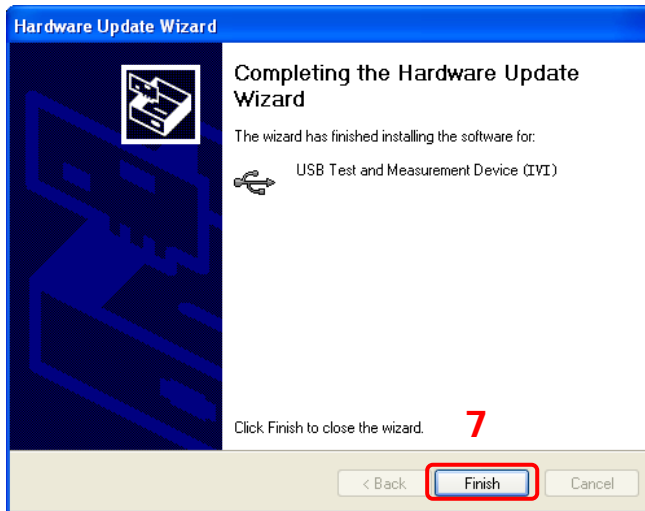 Hardware Update Wizard
Completing the Hardware Update
Wizard
The wizard has finished installing the software for:
USB Test and Measurement Device (IVI)
Click Finish to close the wizard.
7
< Back Finish Cancel